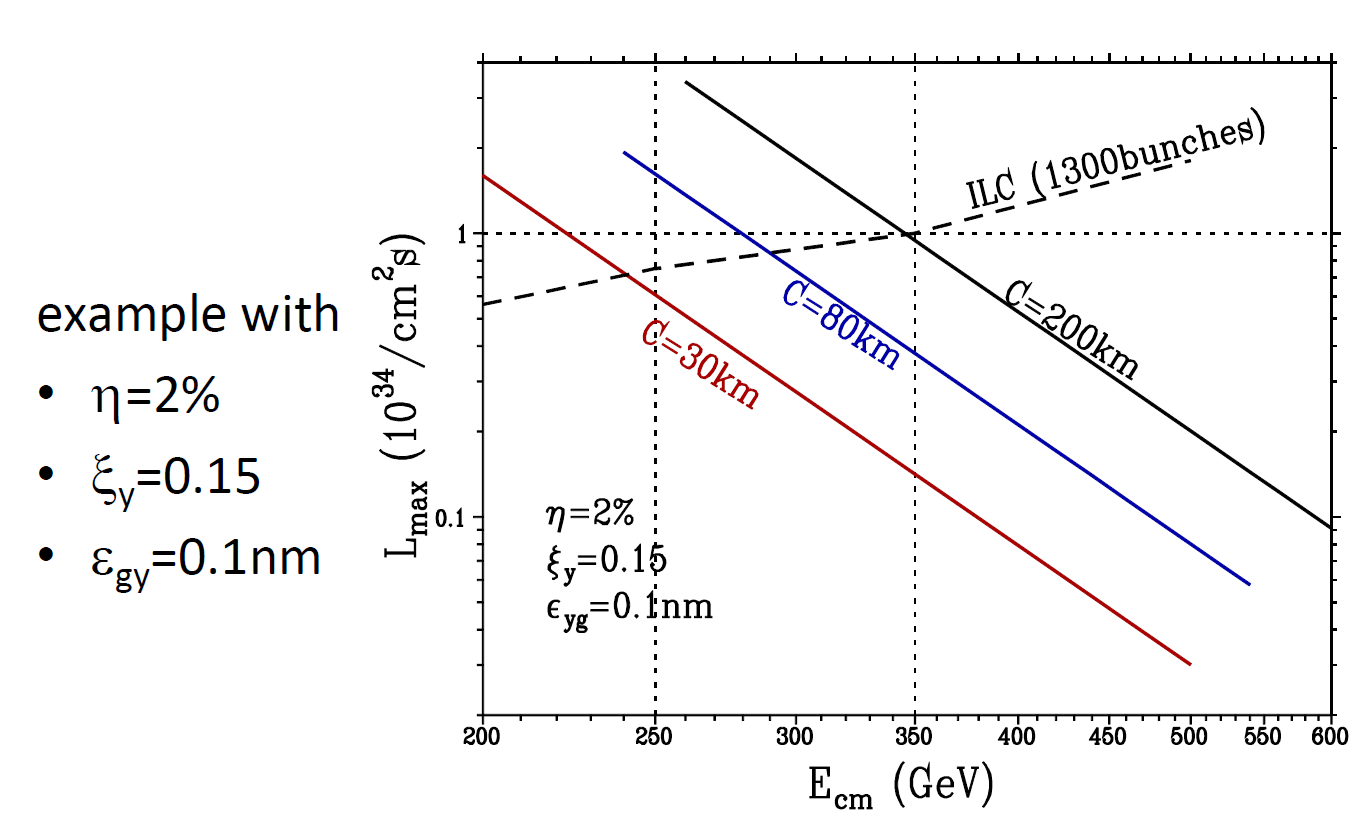 example with
• η=2%
• ξy=0.15
• εgy=0.1nm
Lmax (10^34/cm^2s)
1
0.1
ILC (1300bunches)
C=200km
C=80km
C=30km
η=2%
ξy=0.15
ϵyg=0.1nm
200 250 300 350 400 450 500 550 600
Ecm (GeV)